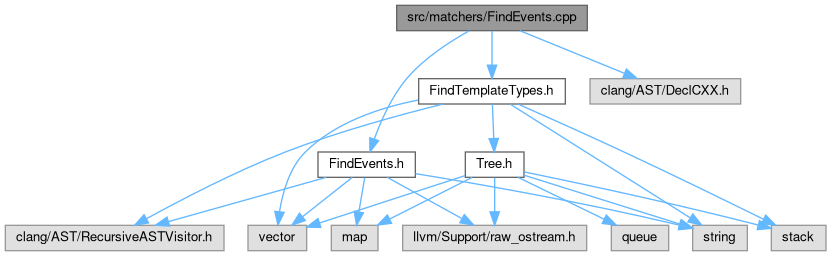 src/matchers/FindEvents.cpp
FindTemplateTypes.h
clang/AST/DeclCXX.h
FindEvents.h
Tree.h
clang/AST/RecursiveASTVisitor.h
vector
map
llvm/Support/raw_ostream.h
queue
string
stack